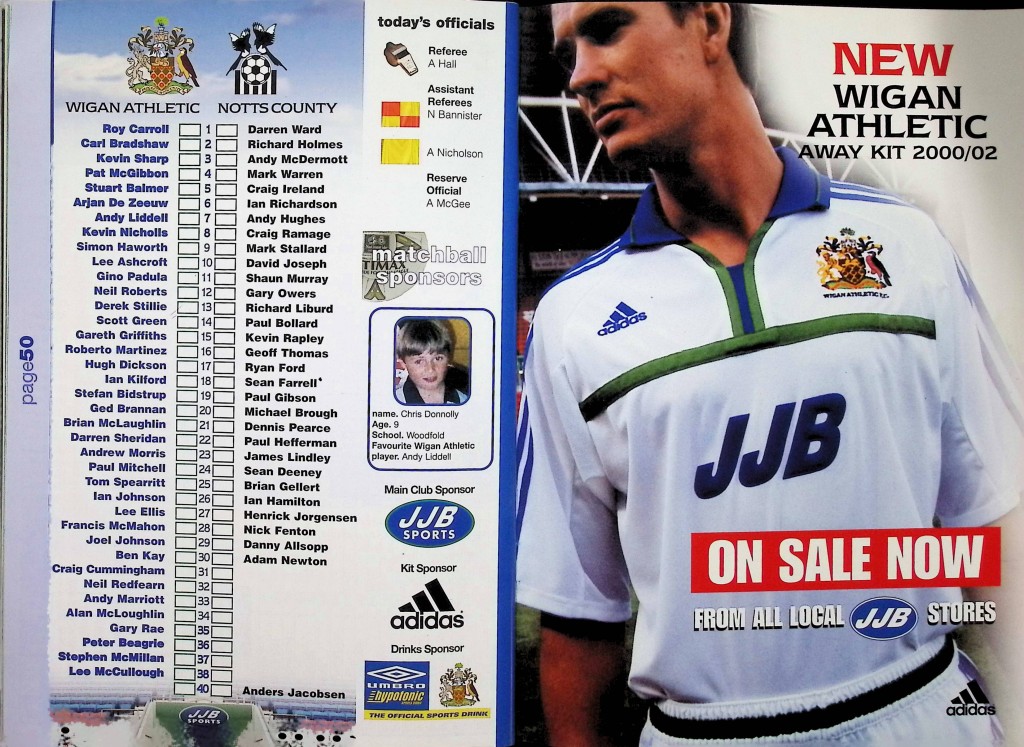 page50
WIGAN ATHLETIC NOTTS COUNTY
Roy Carroll 1 Darren Ward
Carl Bradshaw 2 Richard Holmes
Kevin Sharp 3 Andy McDermott
Pat McGibbon 4 Mark Warren
Stuart Balmer 5 Craig Ireland
Arjan De Zeeuw 6 Ian Richardson
Andy Liddell 7 Andy Hughes
Kevin Nicholls 8 Craig Ramage
Simon Haworth 9 Mark Stallard
Lee Ashcroft 10 David Joseph
Gino Padula 11 Shaun Murray
Neil Roberts 12 Gary Owers
Derek Stillie 13 Richard Liburd
Scott Green 14 Paul Bollard
Gareth Griffiths 15 Kevin Rapley
Roberto Martinez 16 Geoff Thomas
Hugh Dickson 17 Ryan Ford
Ian Kilford 18 Sean Farrell
Stefan Bidstrup 19 Paul Gibson
Ged Brannan 20 Michael Brough
Brian McLaughlin 21 Dennis Pearce
Darren Sheridan 22 Paul Hefferman
Andrew Morris 23 James Lindley
Paul Mitchell 24 Sean Deeney
Tom Spearritt 25 Brian Gellert
Ian Johnson 26 Ian Hamilton
Lee Ellis 27 Henrick Jorgensen
Francis McMahon 28 Nick Fenton
Joel Johnson 29 Danny Allsopp
Ben Kay 30 Adam Newton
Craig Cummingham 31
Neil Redfearn 32
Andy Marriott 33
Alan McLoughlin 34
Gary Rae 35
Peter Beagrie 36
Stephen McMillan 37
Lee McCullough 38
40 Anders Jacobsen
JJB
SPORTS
today's officials
Referee
A Hall
Assistant
Referees
N Bannister
A Nicholson
Reserve
Official
A McGee
matchball
sponsors
name. Chris Donnolly
Age. 9
School. Woodfold
Favourite Wigan Athletic
player. Andy Liddell
Main Club Sponsor
JJB
SPORTS
Kit Sponsor
adidas
Drinks Sponsor
UMBRO
hypotonic
THE OFFICIAL SPORTS DRINK
NEW
WIGAN
ATHLETIC
AWAY KIT 2000/02
WIGAN ATHLETIC F.C.
adidas
JJB
ON SALE NOW
FROM ALL LOCAL JJB STORES
adidas